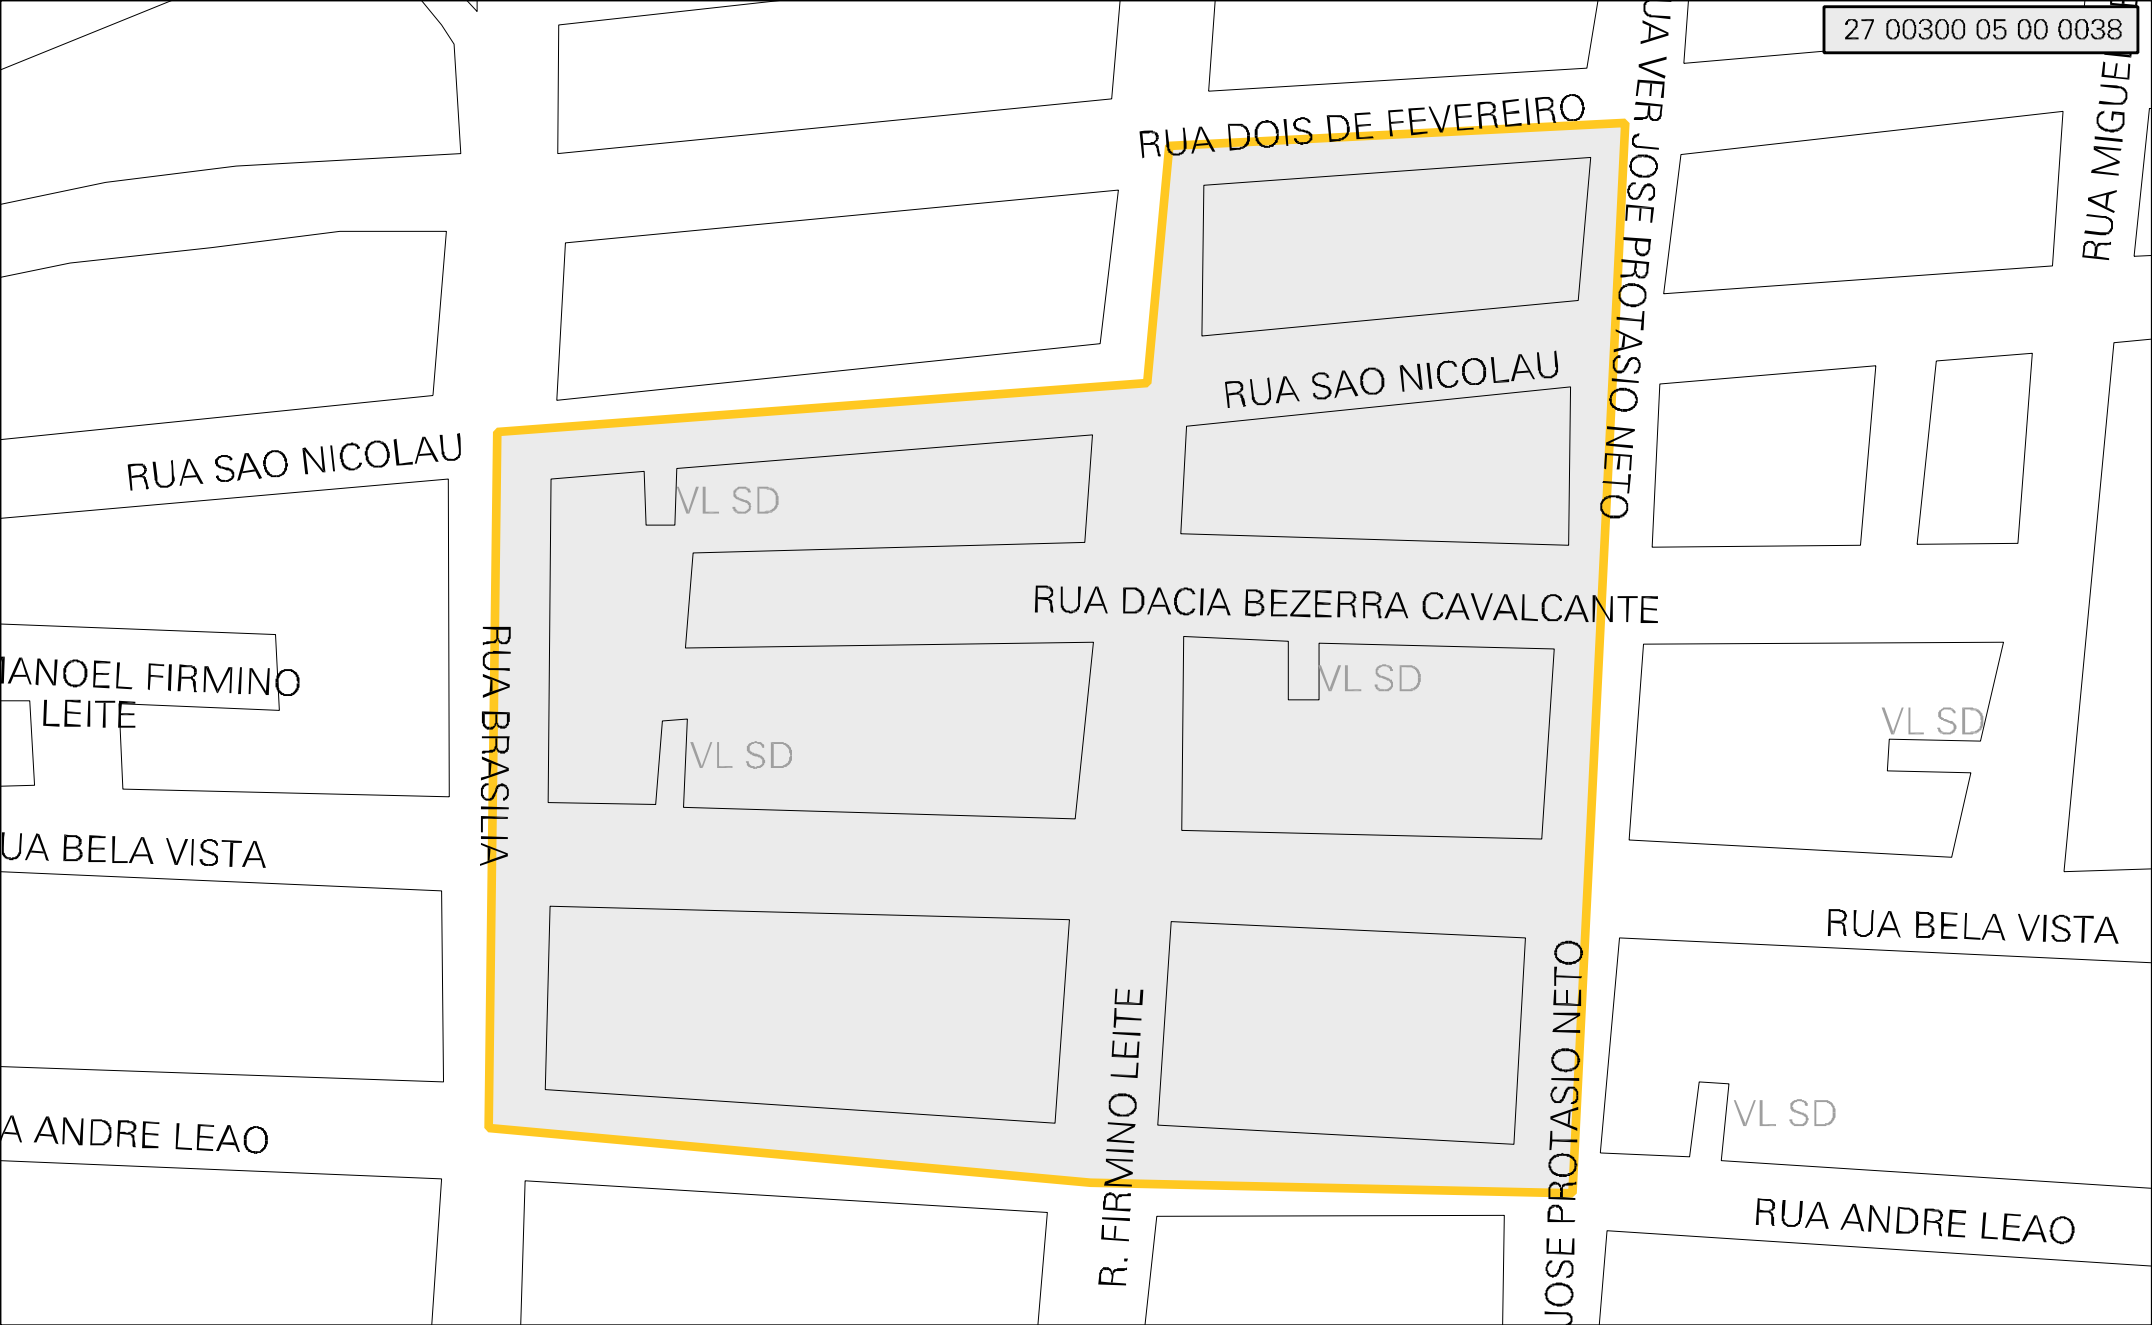 27 00300 05 00 0038
RUA DOIS DE FEVEREIRO
UA VER JOSE PROTASIO NETO
RUA MIGUEL
RUA SAO NICOLAU
RUA SAO NICOLAU
VL SD
RUA DACIA BEZERRA CAVALCANTE
MANOEL FIRMINO
LEITE
RUA BRASILIA
VL SD
VL SD
VL SD
UA BELA VISTA
RUA BELA VISTA
R. FIRMINO LEITE
JOSE PROTASIO NETO
VL SD
A ANDRE LEAO
RUA ANDRE LEAO